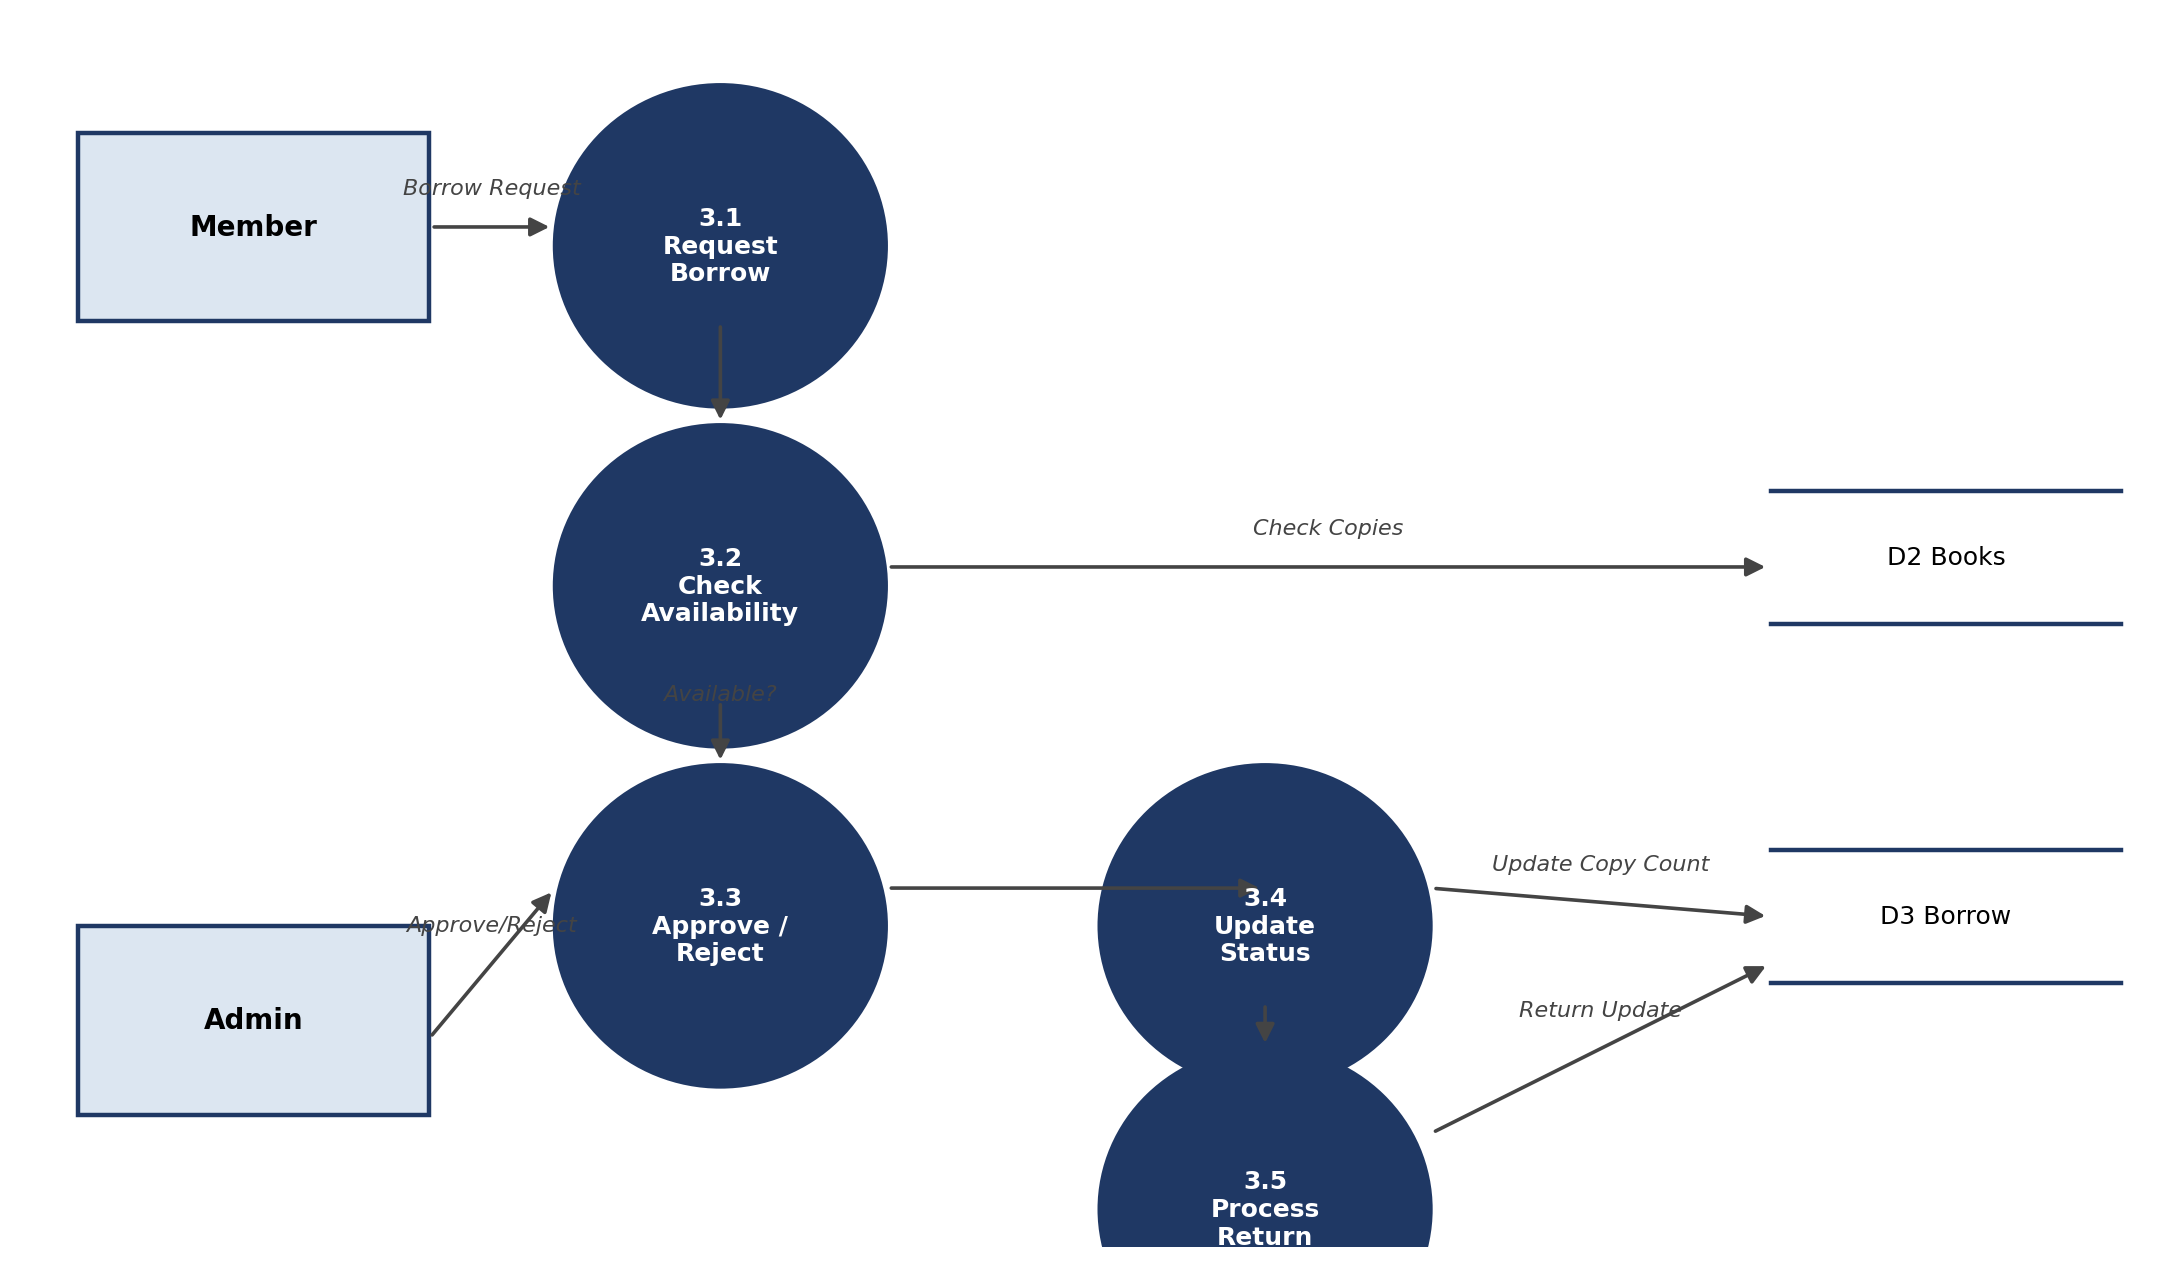 Member
Borrow Request
3.1
Request
Borrow
3.2
Check
Availability
Check Copies
D2 Books
Available?
3.3
Approve /
Reject
Approve/Reject
Admin
3.4
Update
Status
Update Copy Count
D3 Borrow
Return Update
3.5
Process
Return